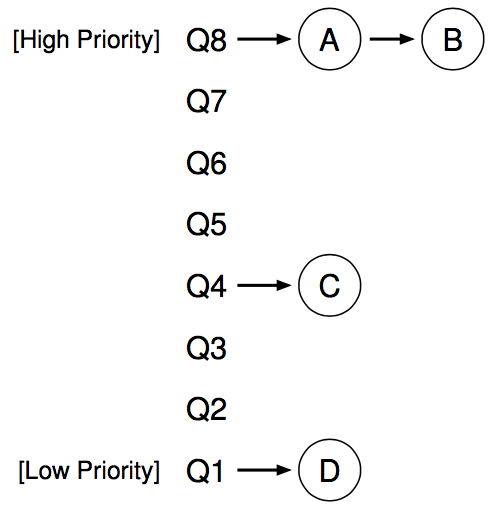 [High Priority] Q8 A B
Q7
Q6
Q5
Q4 C
Q3
Q2
[Low Priority] Q1 D